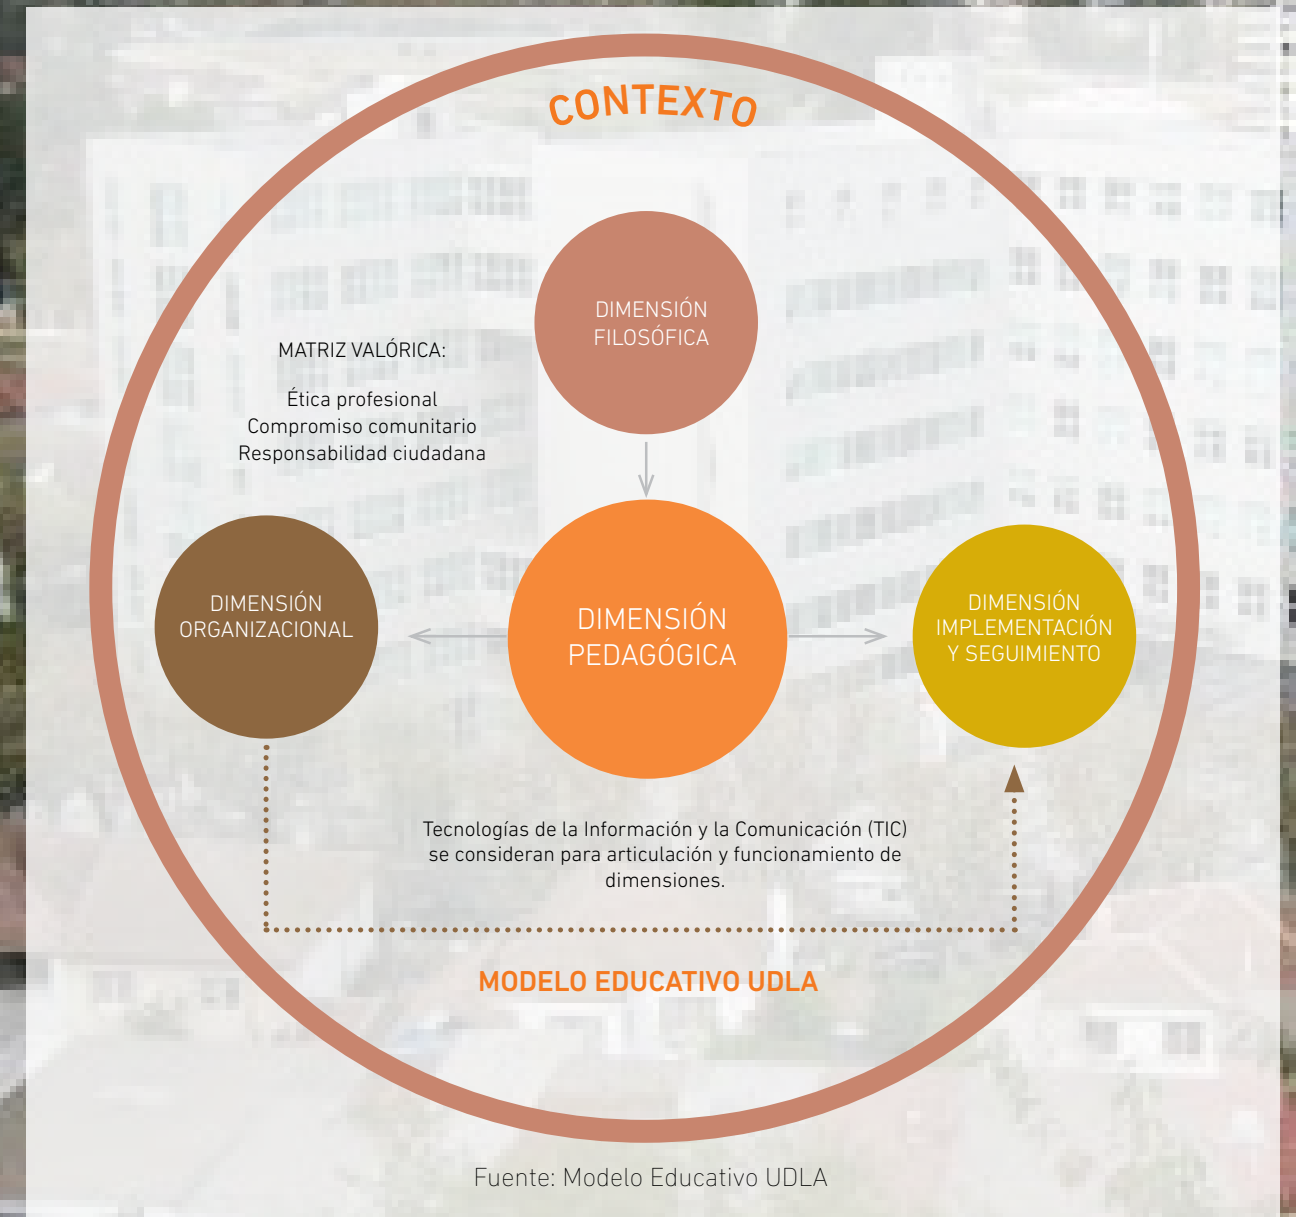 CONTEXTO
DIMENSIÓN
FILOSÓFICA
MATRIZ VALÓRICA:
Ética profesional
Compromiso comunitario
Responsabilidad ciudadana
DIMENSIÓN
ORGANIZACIONAL
DIMENSIÓN
PEDAGÓGICA
DIMENSIÓN
IMPLEMENTACIÓN
Y SEGUIMIENTO
Tecnologías de la Información y la Comunicación (TIC)
se consideran para articulación y funcionamiento de
dimensiones.
MODELO EDUCATIVO UDLA
Fuente: Modelo Educativo UDLA